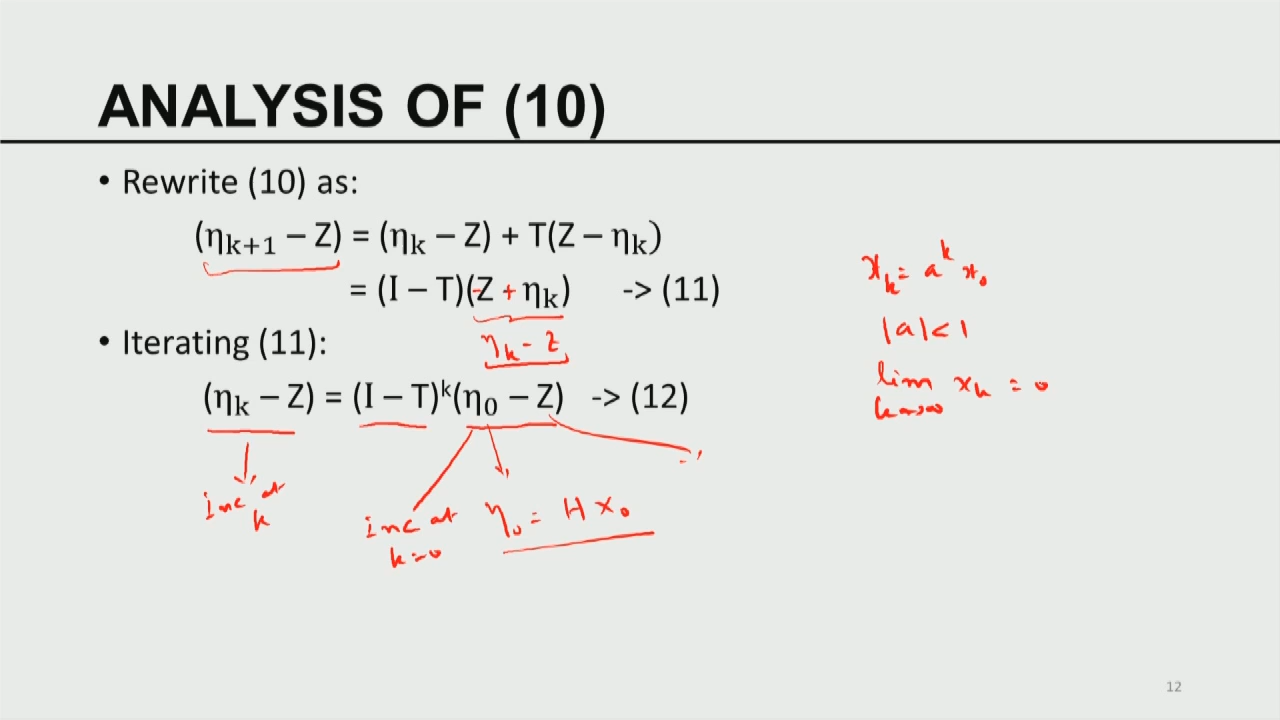 ANALYSIS OF (10)
• Rewrite (10) as:
(ηk+1 − Z) = (ηk − Z) + T(Z − ηk)
= (I − T)(-Z + ηk) -> (11)
ηk - Z
• Iterating (11):
(ηk − Z) = (I − T)^k(η0 − Z) -> (12)
inc at
k
inc at
k=0
η0 = H x0
xk = a^k x0
|a| < 1
lim xk = 0
k→∞
12